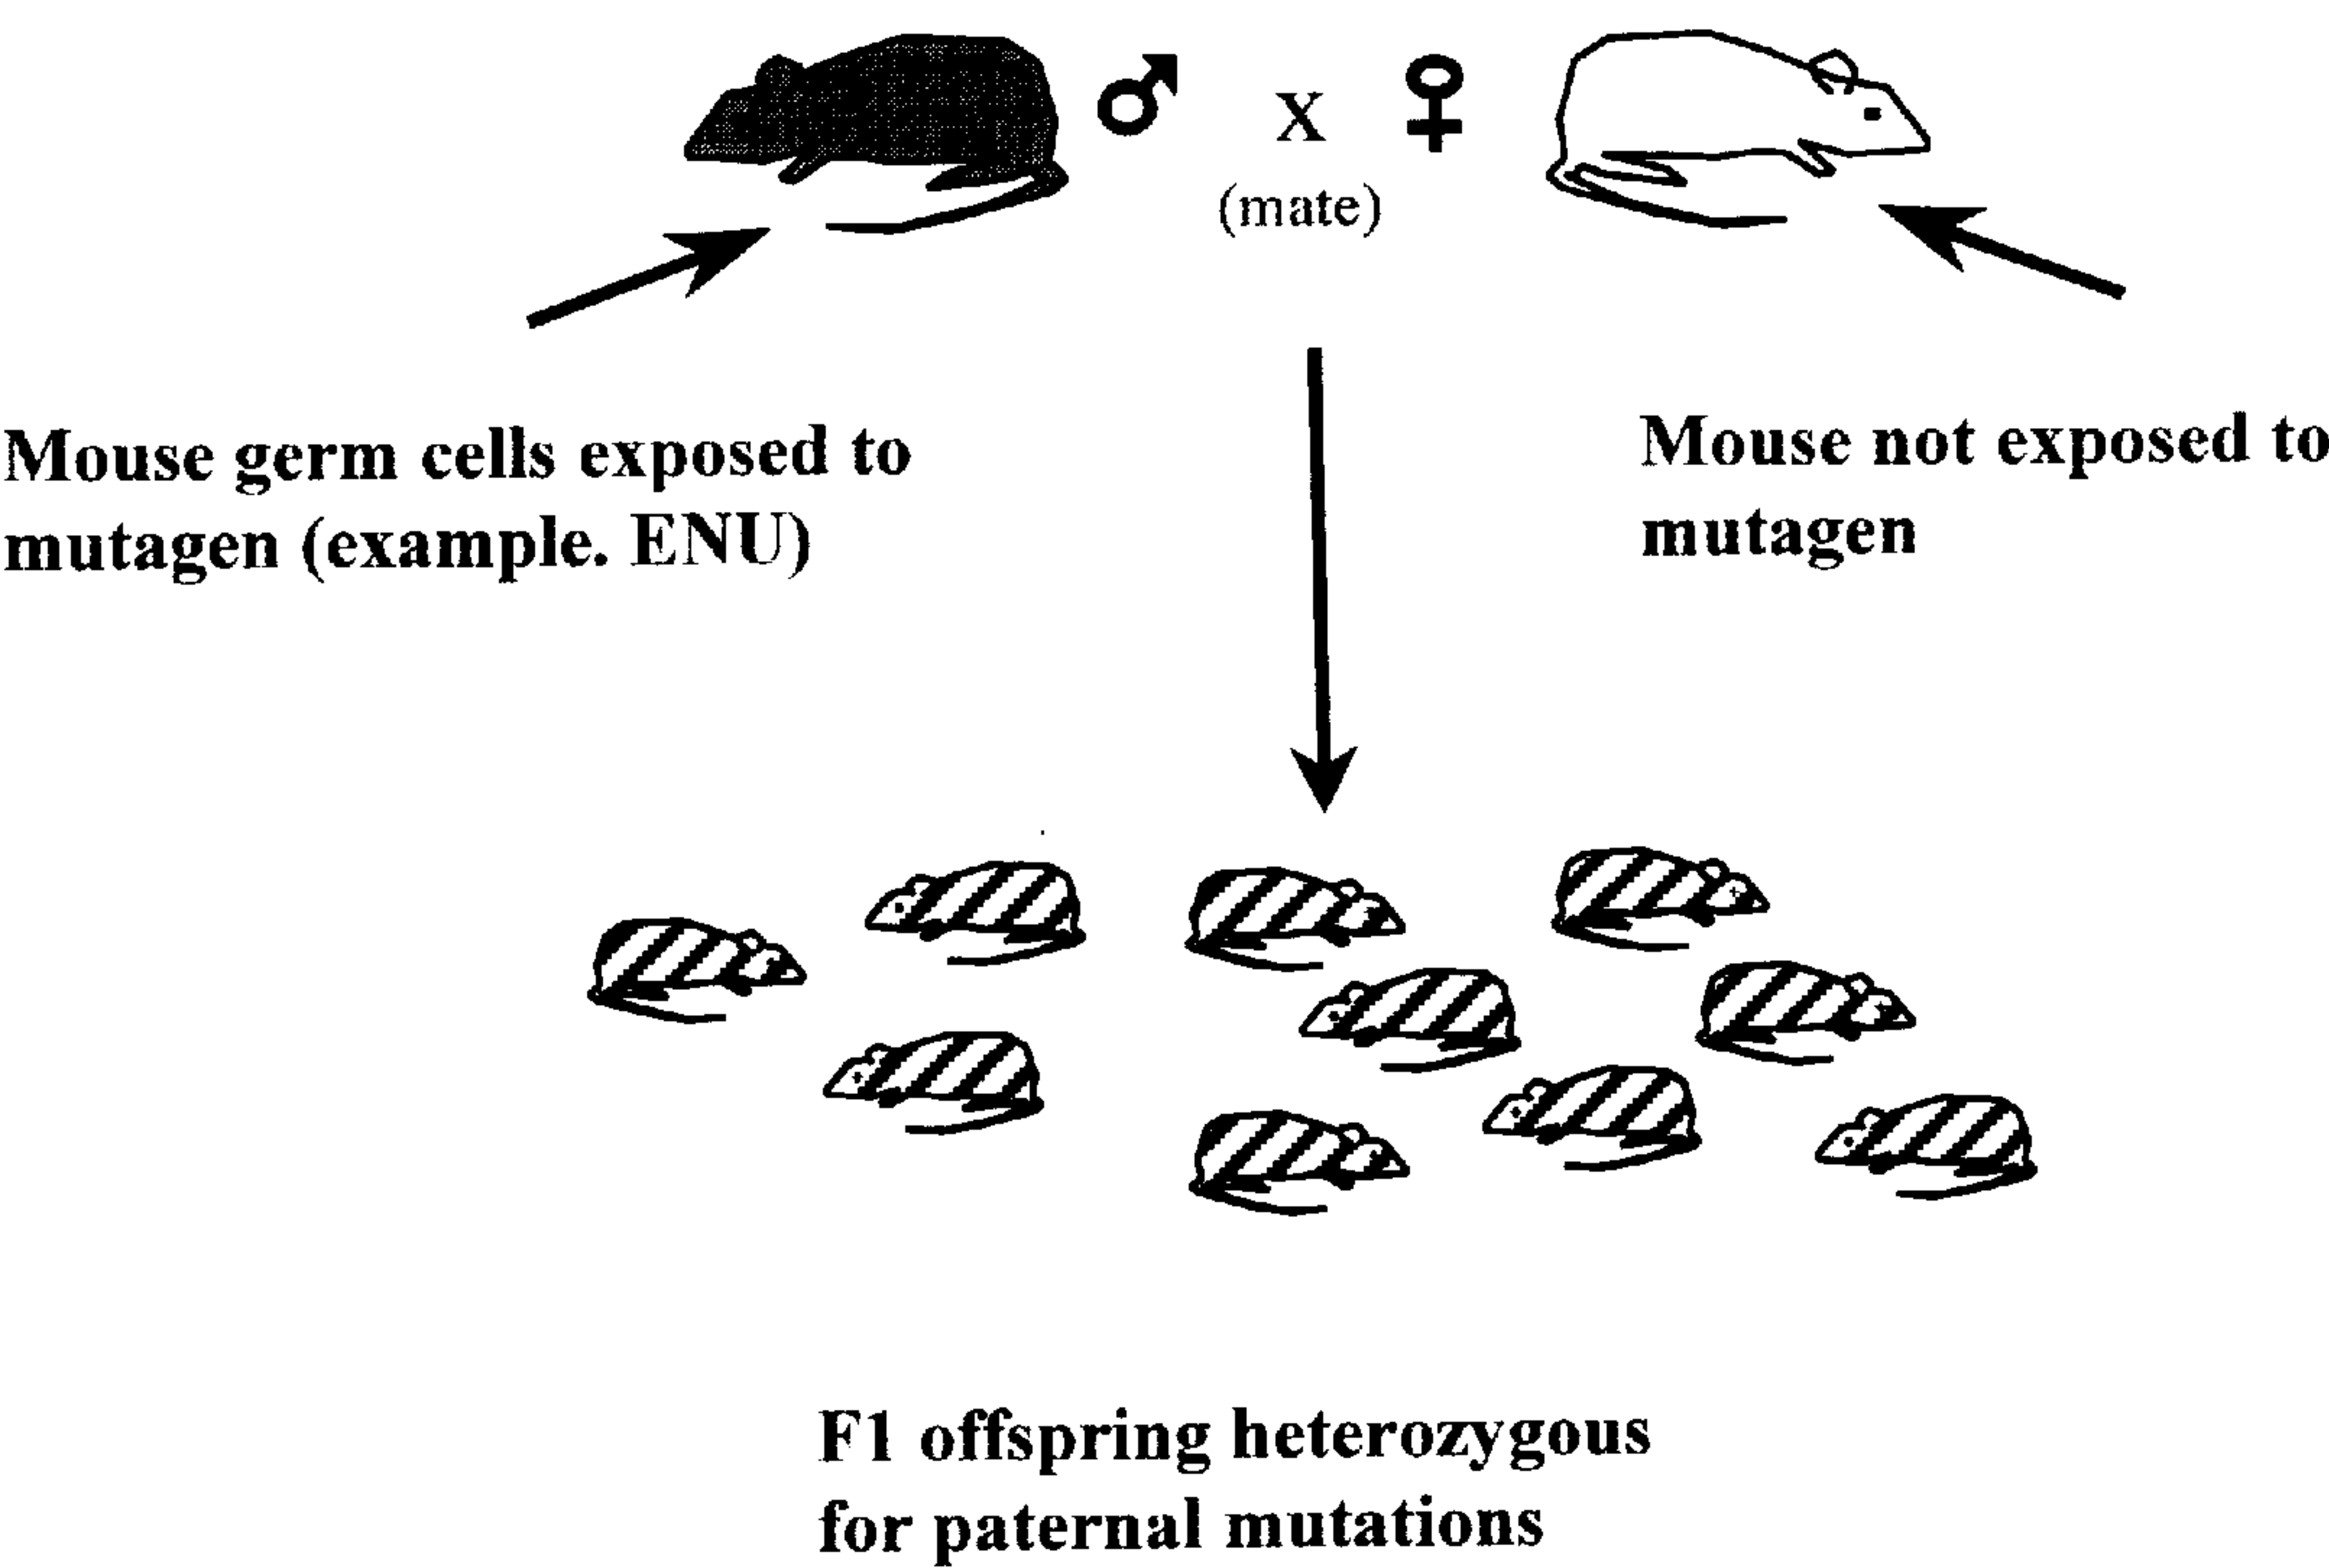 ♂ x ♀
(mate)
Mouse germ cells exposed to
mutagen (example. ENU)
Mouse not exposed to
mutagen
F1 offspring heterozygous
for paternal mutations